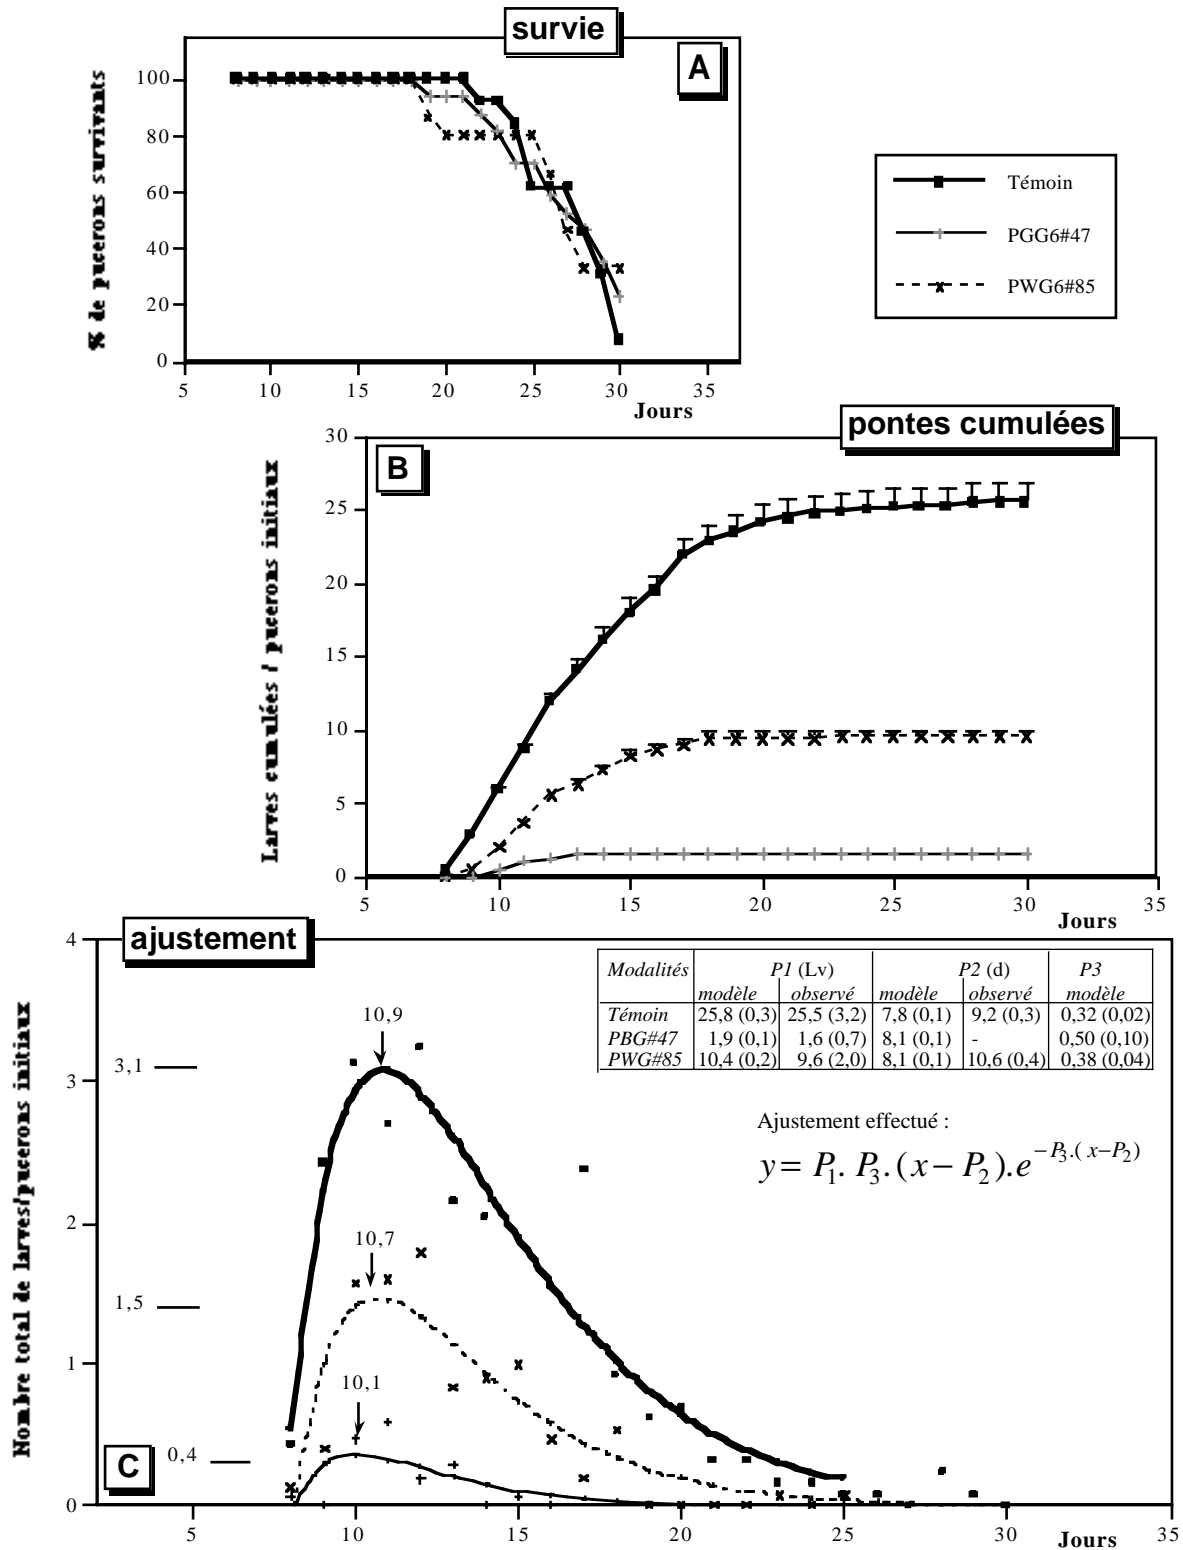 survie
A
% de pucerons survivants
100
80
60
40
20
0
5 10 15 20 25 30 35
Jours
Témoin
PGG6#47
PWG6#85
pontes cumulées
B
Larves cumulées / pucerons initiaux
30
25
20
15
10
5
0
5 10 15 20 25 30 35
Jours
ajustement
C
Nombre total de larves/pucerons initiaux
4
3,1
3
2
1,5
1
0,4
0
10,9
10,7
10,1
Modalités P1 (Lv) P2 (d) P3
modèle observé modèle observé modèle
Témoin 25,8 (0,3) 25,5 (3,2) 7,8 (0,1) 9,2 (0,3) 0,32 (0,02)
PBG#47 1,9 (0,1) 1,6 (0,7) 8,1 (0,1) - 0,50 (0,10)
PWG#85 10,4 (0,2) 9,6 (2,0) 8,1 (0,1) 10,6 (0,4) 0,38 (0,04)
Ajustement effectué :
y = P₁. P₃.(x − P₂).e^{−P₃.(x−P₂)}
5 10 15 20 25 30 35
Jours